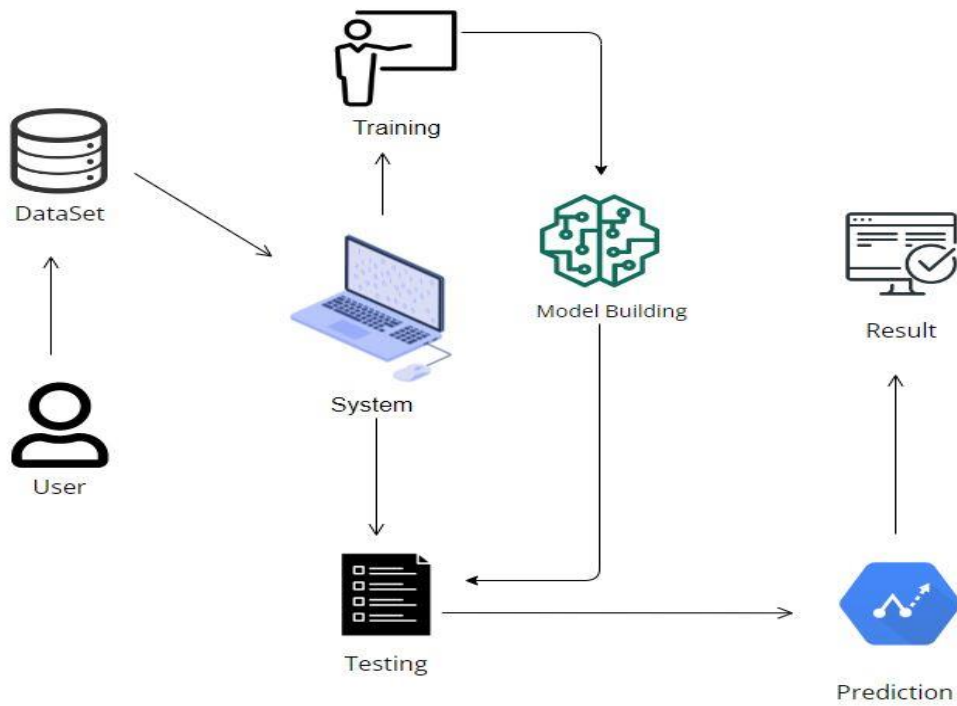 Training
DataSet
Model Building
Result
System
User
Testing
Prediction